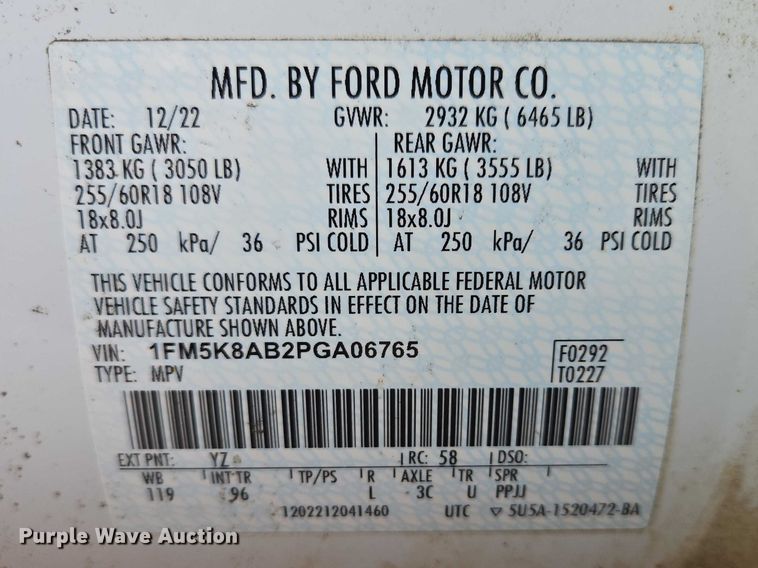 MFD. BY FORD MOTOR CO.
DATE: 12/22 GVWR: 2932 KG ( 6465 LB)
FRONT GAWR: REAR GAWR:
1383 KG ( 3050 LB) WITH 1613 KG ( 3555 LB) WITH
255/60R18 108V TIRES 255/60R18 108V TIRES
18x8.0J RIMS 18x8.0J RIMS
AT 250 kPa/ 36 PSI COLD AT 250 kPa/ 36 PSI COLD
THIS VEHICLE CONFORMS TO ALL APPLICABLE FEDERAL MOTOR
VEHICLE SAFETY STANDARDS IN EFFECT ON THE DATE OF
MANUFACTURE SHOWN ABOVE.
VIN: 1FM5K8AB2PGA06765 F0292
TYPE: MPV T0227
EXT PNT: YZ RC: 58 DSO:
WB INT TR TP/PS R AXLE TR SPR
119 96 L 3C U PPJJ
1202212041460 UTC ▽ 5U5A-1520472-BA
Purple Wave Auction